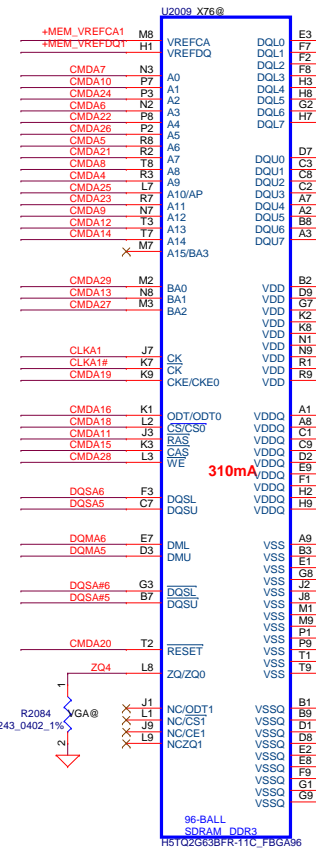 U2009 X76@
+MEM_VREFCA1 M8 VREFCA
+MEM_VREFDQ1 H1 VREFDQ
CMDA7 N3 A0
CMDA10 P7 A1
CMDA24 P3 A2
CMDA6 N2 A3
CMDA22 P8 A4
CMDA26 P2 A5
CMDA5 R8 A6
CMDA21 R2 A7
CMDA8 T8 A8
CMDA4 R3 A9
CMDA25 L7 A10/AP
CMDA23 R7 A11
CMDA9 N7 A12
CMDA12 T3 A13
CMDA14 T7 A14
M7 A15/BA3
CMDA29 M2 BA0
CMDA13 N8 BA1
CMDA27 M3 BA2
CLKA1 J7 CK
CLKA1# K7 CK
CMDA19 K9 CKE/CKE0
CMDA16 K1 ODT/ODT0
CMDA18 L2 CS/CS0
CMDA11 J3 RAS
CMDA15 K3 CAS
CMDA28 L3 WE
DQSA6 F3 DQSL
DQSA5 C7 DQSU
DQMA6 E7 DML
DQMA5 D3 DMU
DQSA#6 G3 DQSL
DQSA#5 B7 DQSU
CMDA20 T2 RESET
ZQ4 L8 ZQ/ZQ0
J1 NC/ODT1
L1 NC/CS1
J9 NC/CE1
L9 NCZQ1
1
R2084 VGA@
243_0402_1%
2
DQL0 E3
DQL1 F7
DQL2 F2
DQL3 F8
DQL4 H3
DQL5 H8
DQL6 G2
DQL7 H7
DQU0 D7
DQU1 C3
DQU2 C8
DQU3 C2
DQU4 A7
DQU5 A2
DQU6 B8
DQU7 A3
VDD B2
VDD D9
VDD G7
VDD K2
VDD K8
VDD N1
VDD N9
VDD R1
VDD R9
VDDQ A1
VDDQ A8
VDDQ C1
VDDQ C9
VDDQ D2
310mA
VDDQ E9
VDDQ F1
VDDQ H2
VDDQ H9
VSS A9
VSS B3
VSS E1
VSS G8
VSS J2
VSS J8
VSS M1
VSS M9
VSS P1
VSS P9
VSS T1
VSS T9
VSSQ B1
VSSQ B9
VSSQ D1
VSSQ D8
VSSQ E2
VSSQ E8
VSSQ F9
VSSQ G1
VSSQ G9
96-BALL
SDRAM DDR3
H5TQ2G63BFR-11C_FBGA96